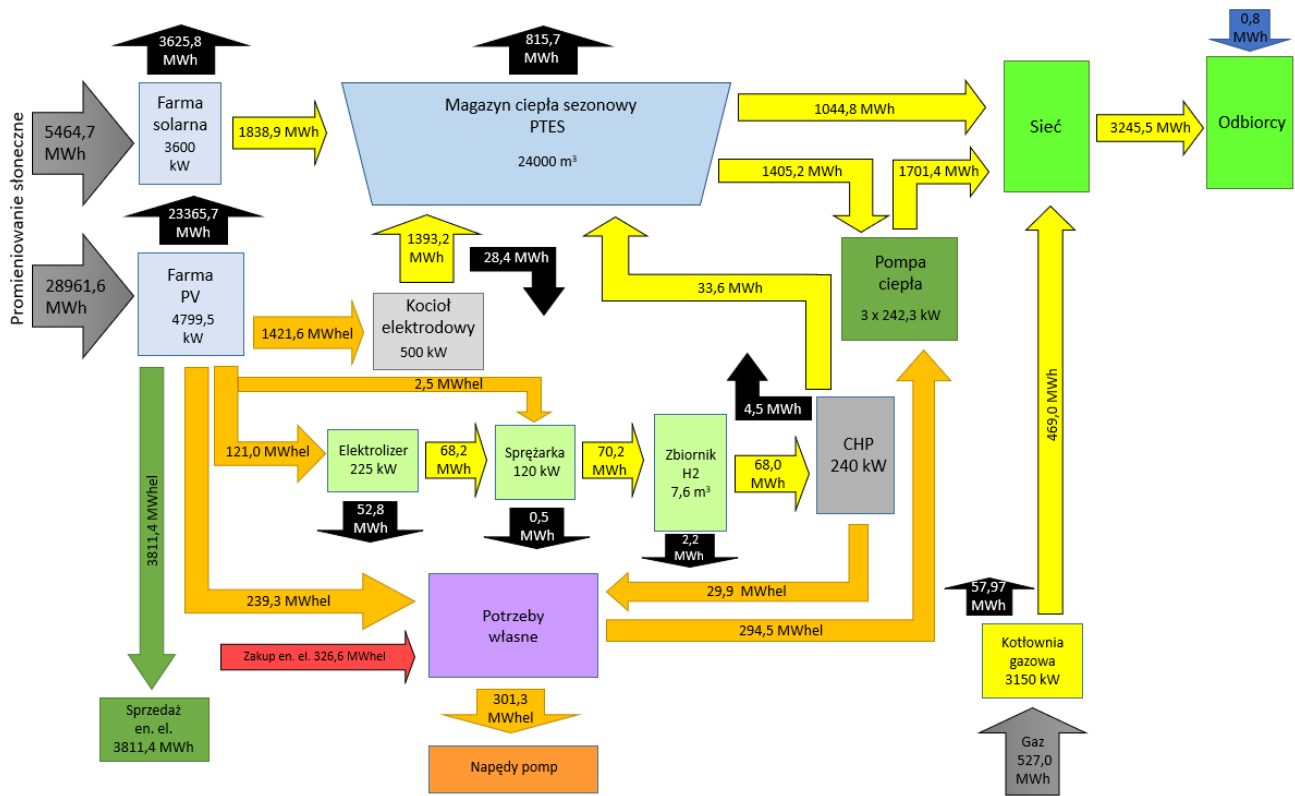 3625,8
MWh
815,7
MWh
0,8
MWh
Promieniowanie słoneczne
5464,7
MWh
Farma
solarna
3600
kW
1838,9 MWh
Magazyn ciepła sezonowy
PTES
24000 m³
1044,8 MWh
Sieć
3245,5 MWh
Odbiorcy
1405,2 MWh
1701,4 MWh
23365,7
MWh
28961,6
MWh
Farma
PV
4799,5
kW
1393,2
MWh
28,4 MWh
33,6 MWh
Pompa
ciepła
3 x 242,3 kW
1421,6 MWhel
Kocioł
elektrodowy
500 kW
2,5 MWhel
4,5 MWh
469,0 MWh
121,0 MWhel
Elektrolizer
225 kW
68,2
MWh
Sprężarka
120 kW
70,2
MWh
Zbiornik
H2
7,6 m³
68,0
MWh
CHP
240 kW
52,8
MWh
0,5
MWh
2,2
MWh
3811,4 MWhel
239,3 MWhel
Potrzeby
własne
29,9 MWhel
294,5 MWhel
57,97
MWh
Zakup en. el. 326,6 MWhel
Kotłownia
gazowa
3150 kW
301,3
MWhel
Sprzedaż
en. el.
3811,4 MWh
Napędy pomp
Gaz
527,0
MWh